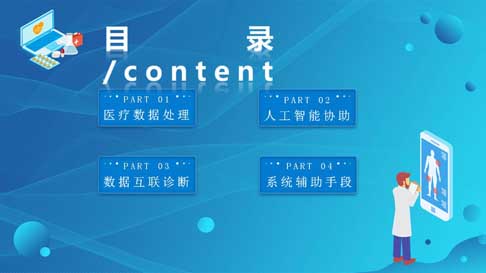 目 录
/content
PART 01
医疗数据处理
PART 02
人工智能协助
PART 03
数据互联诊断
PART 04
系统辅助手段